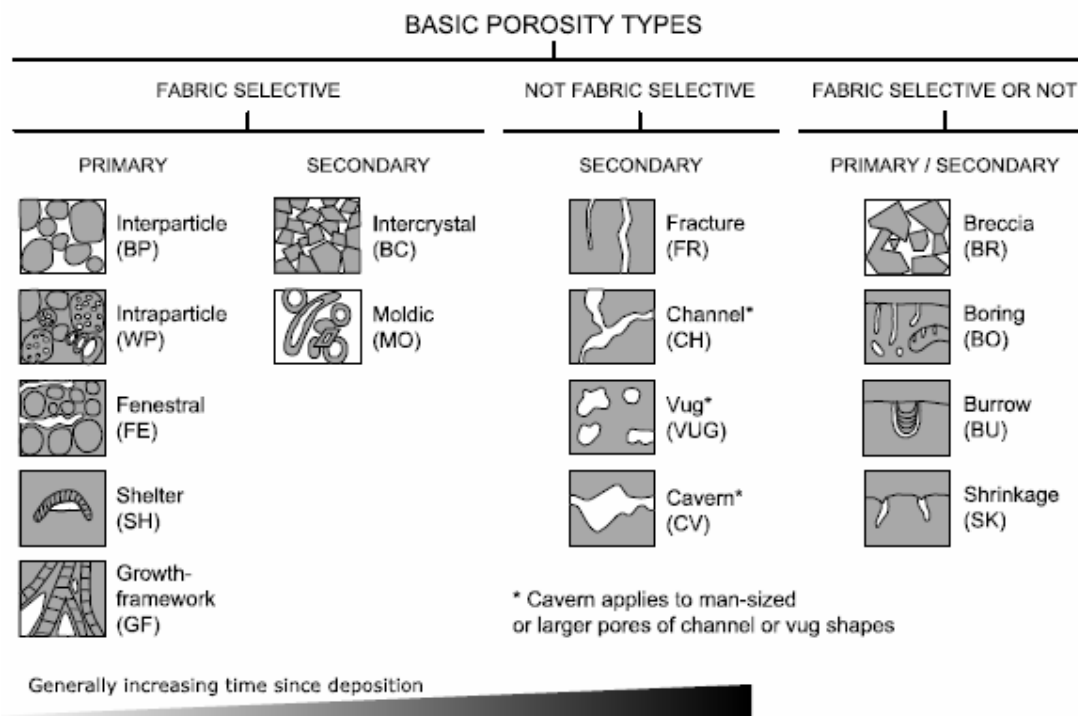 BASIC POROSITY TYPES
FABRIC SELECTIVE
NOT FABRIC SELECTIVE
FABRIC SELECTIVE OR NOT
PRIMARY
SECONDARY
SECONDARY
PRIMARY / SECONDARY
Interparticle
(BP)
Intercrystal
(BC)
Fracture
(FR)
Breccia
(BR)
Intraparticle
(WP)
Moldic
(MO)
Channel*
(CH)
Boring
(BO)
Fenestral
(FE)
Vug*
(VUG)
Burrow
(BU)
Shelter
(SH)
Cavern*
(CV)
Shrinkage
(SK)
Growth-
framework
(GF)
* Cavern applies to man-sized
or larger pores of channel or vug shapes
Generally increasing time since deposition